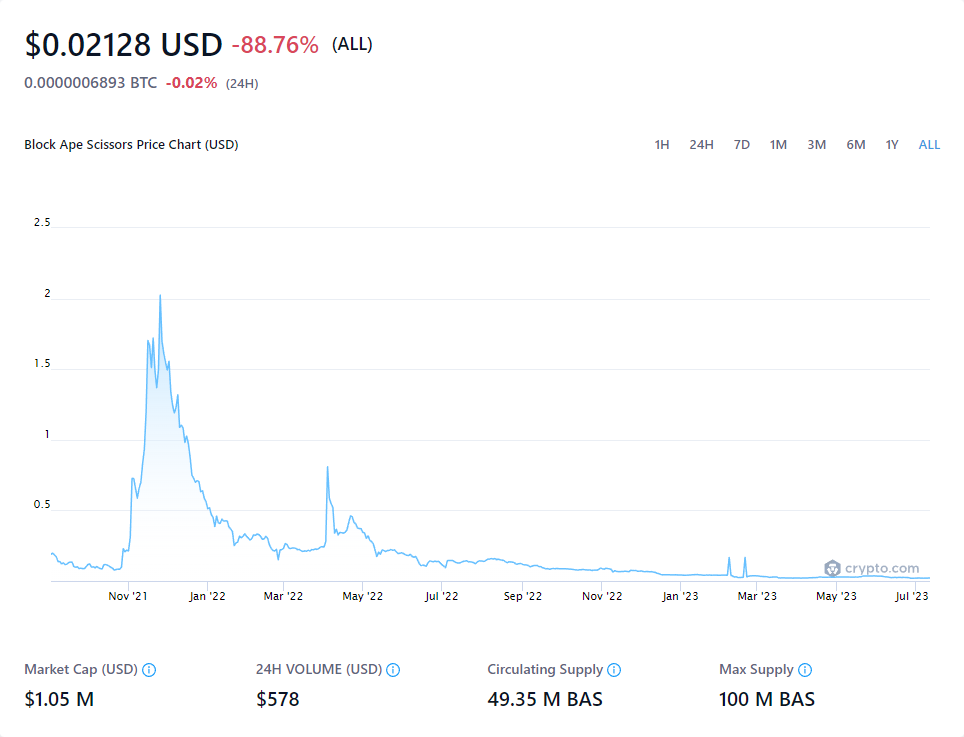 $0.02128 USD -88.76% (ALL)
0.0000006893 BTC -0.02% (24H)
Block Ape Scissors Price Chart (USD) 1H 24H 7D 1M 3M 6M 1Y ALL
2.5
2
1.5
1
0.5
crypto.com
Nov '21 Jan '22 Mar '22 May '22 Jul '22 Sep '22 Nov '22 Jan '23 Mar '23 May '23 Jul '23
Market Cap (USD) 24H VOLUME (USD) Circulating Supply Max Supply
$1.05 M $578 49.35 M BAS 100 M BAS